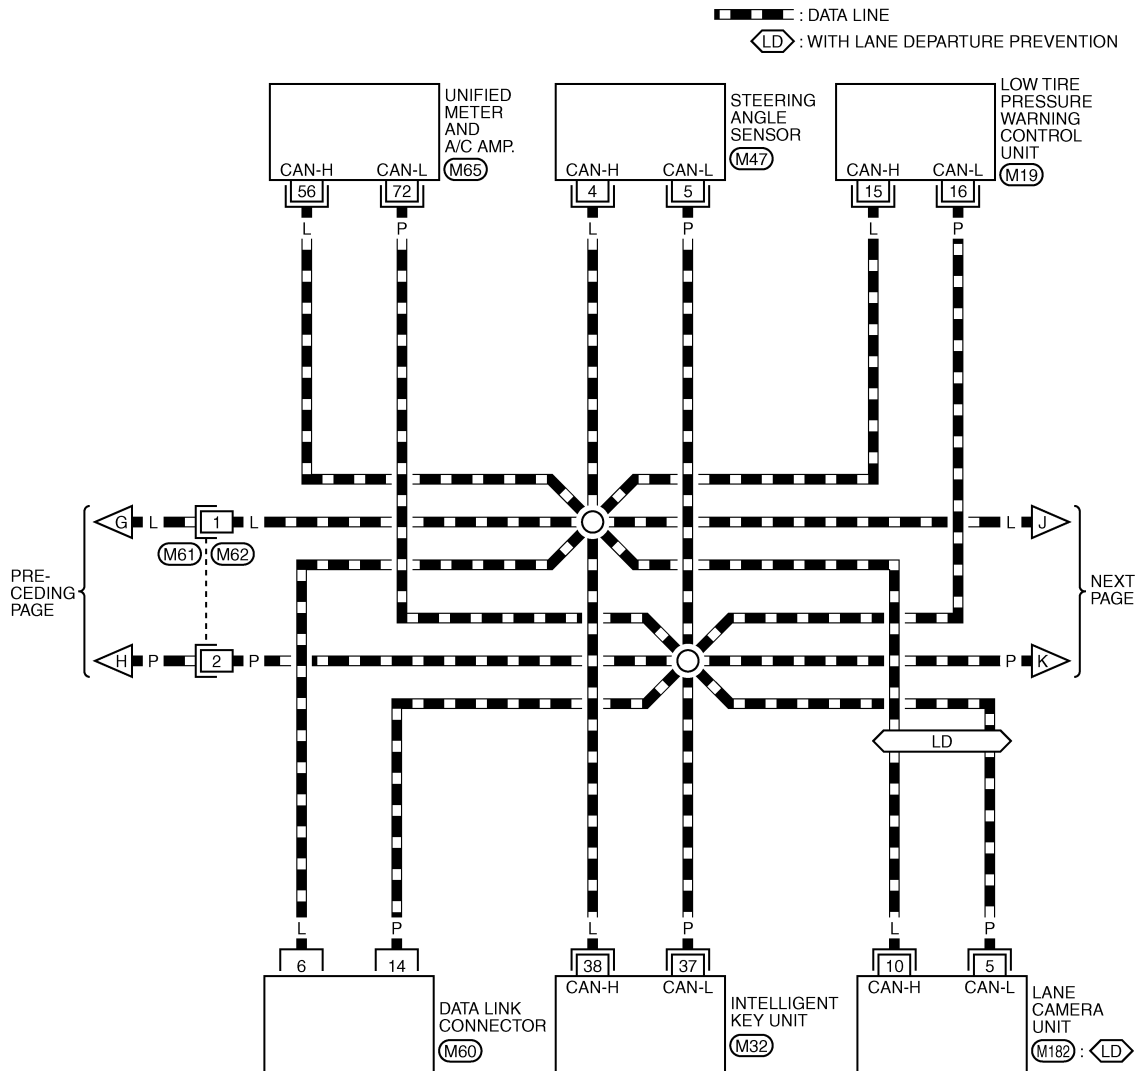 : DATA LINE
LD : WITH LANE DEPARTURE PREVENTION
UNIFIED
METER
AND
A/C AMP.
M65
CAN-H CAN-L
56 72
L P
STEERING
ANGLE
SENSOR
M47
CAN-H CAN-L
4 5
L P
LOW TIRE
PRESSURE
WARNING
CONTROL
UNIT
M19
CAN-H CAN-L
15 16
L P
G L 1 L L J
M61 M62
PRE-
CEDING
PAGE
NEXT
PAGE
H P 2 P P K
LD
L P
6 14
DATA LINK
CONNECTOR
M60
L P
38 37
CAN-H CAN-L
INTELLIGENT
KEY UNIT
M32
L P
10 5
CAN-H CAN-L
LANE
CAMERA
UNIT
M182 : LD